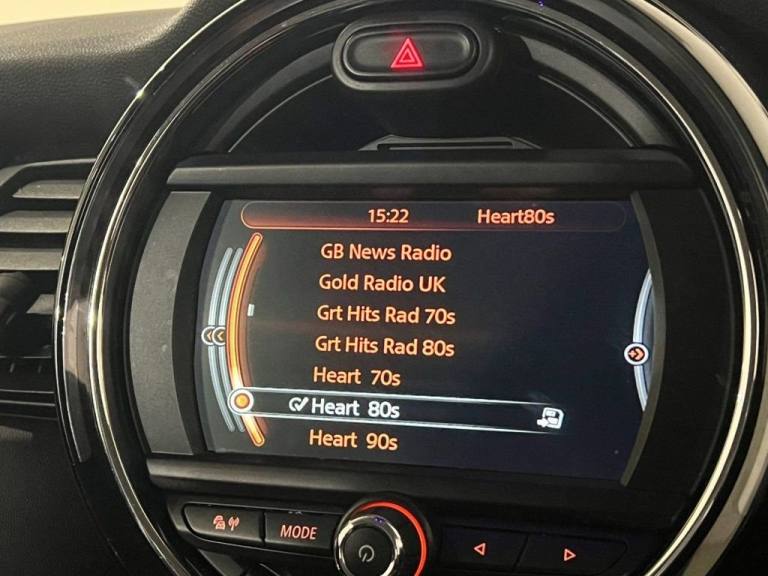 15:22 Heart80s
GB News Radio
Gold Radio UK
Grt Hits Rad 70s
Grt Hits Rad 80s
Heart 70s
Heart 80s
Heart 90s
MODE